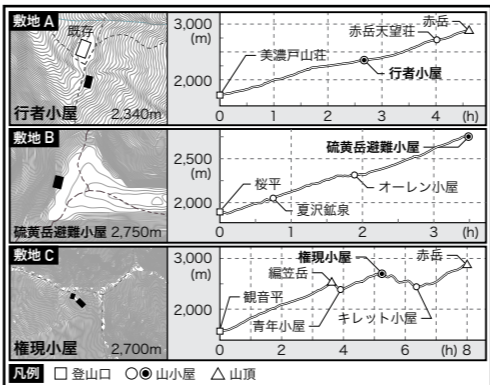 敷地 A
既存
行者小屋 2,340m
3,000
(m)
2,000
美濃戸山荘
行者小屋
赤岳天望荘
赤岳
0 1 2 3 4 (h)
敷地 B
硫黄岳避難小屋 2,750m
(m)
2,500
2,000
桜平
夏沢鉱泉
オーレン小屋
硫黄岳避難小屋
0 1 2 3 (h)
敷地 C
権現小屋 2,700m
3,000
(m)
2,000
観音平
編笠岳
青年小屋
権現小屋
キレット小屋
赤岳
0 2 4 6 (h) 8
凡例 □ 登山口 ○◉ 山小屋 △ 山頂